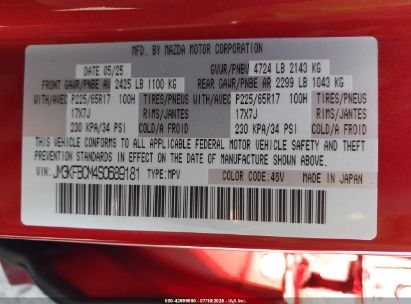 MFD. BY MAZDA MOTOR CORPORATION
DATE 05/25 GVWR/PNBV 4724 LB 2143 KG
FRONT GAWR/PNBE AV 2425 LB 1100 KG REAR GAWR/PNBE AR 2299 LB 1043 KG
WITH/AVEC P225/65R17 100H TIRES/PNEUS WITH/AVEC P225/65R17 100H TIRES/PNEUS
17X7J RIMS/JANTES 17X7J RIMS/JANTES
230 KPA/34 PSI COLD/A FROID 230 KPA/34 PSI COLD/A FROID
THIS VEHICLE CONFORMS TO ALL APPLICABLE FEDERAL MOTOR VEHICLE SAFETY AND THEFT
PREVENTION STANDARDS IN EFFECT ON THE DATE OF MANUFACTURE SHOWN ABOVE.
VIN: JM3KFBCM4S0689181 TYPE:MPV COLOR CODE:46V MADE IN JAPAN